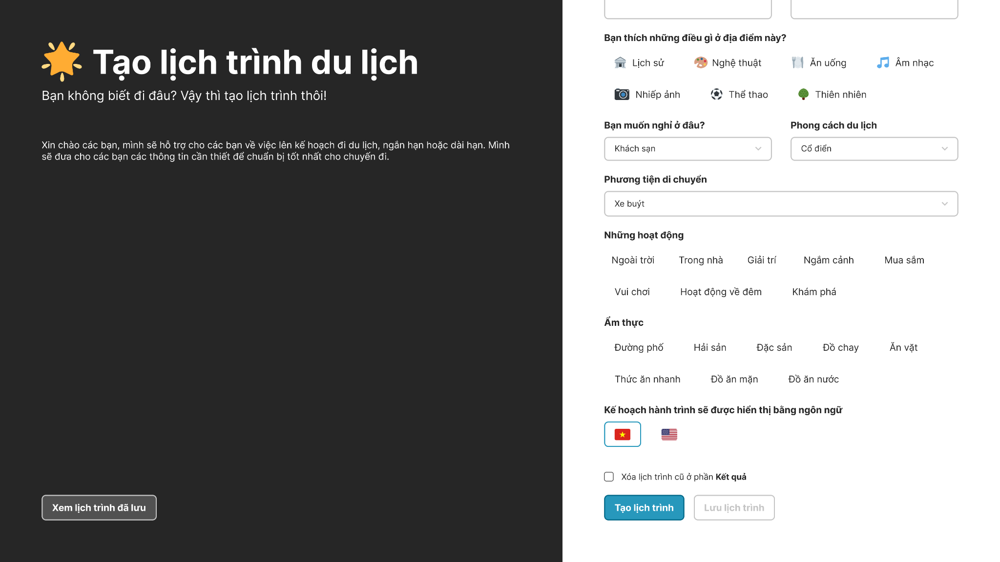 Tạo lịch trình du lịch
Bạn không biết đi đâu? Vậy thì tạo lịch trình thôi!
Xin chào các bạn, mình sẽ hỗ trợ cho các bạn về việc lên kế hoạch đi du lịch, ngắn hạn hoặc dài hạn. Mình
sẽ đưa cho các bạn các thông tin cần thiết để chuẩn bị tốt nhất cho chuyến đi.
Xem lịch trình đã lưu
Bạn thích những điều gì ở địa điểm này?
Lịch sử Nghệ thuật Ăn uống Âm nhạc
Nhiếp ảnh Thể thao Thiên nhiên
Bạn muốn nghỉ ở đâu? Phong cách du lịch
Khách sạn Cổ điển
Phương tiện di chuyển
Xe buýt
Những hoạt động
Ngoài trời Trong nhà Giải trí Ngắm cảnh Mua sắm
Vui chơi Hoạt động về đêm Khám phá
Ẩm thực
Đường phố Hải sản Đặc sản Đồ chay Ăn vặt
Thức ăn nhanh Đồ ăn mặn Đồ ăn nước
Kế hoạch hành trình sẽ được hiển thị bằng ngôn ngữ
Xóa lịch trình cũ ở phần Kết quả
Tạo lịch trình Lưu lịch trình